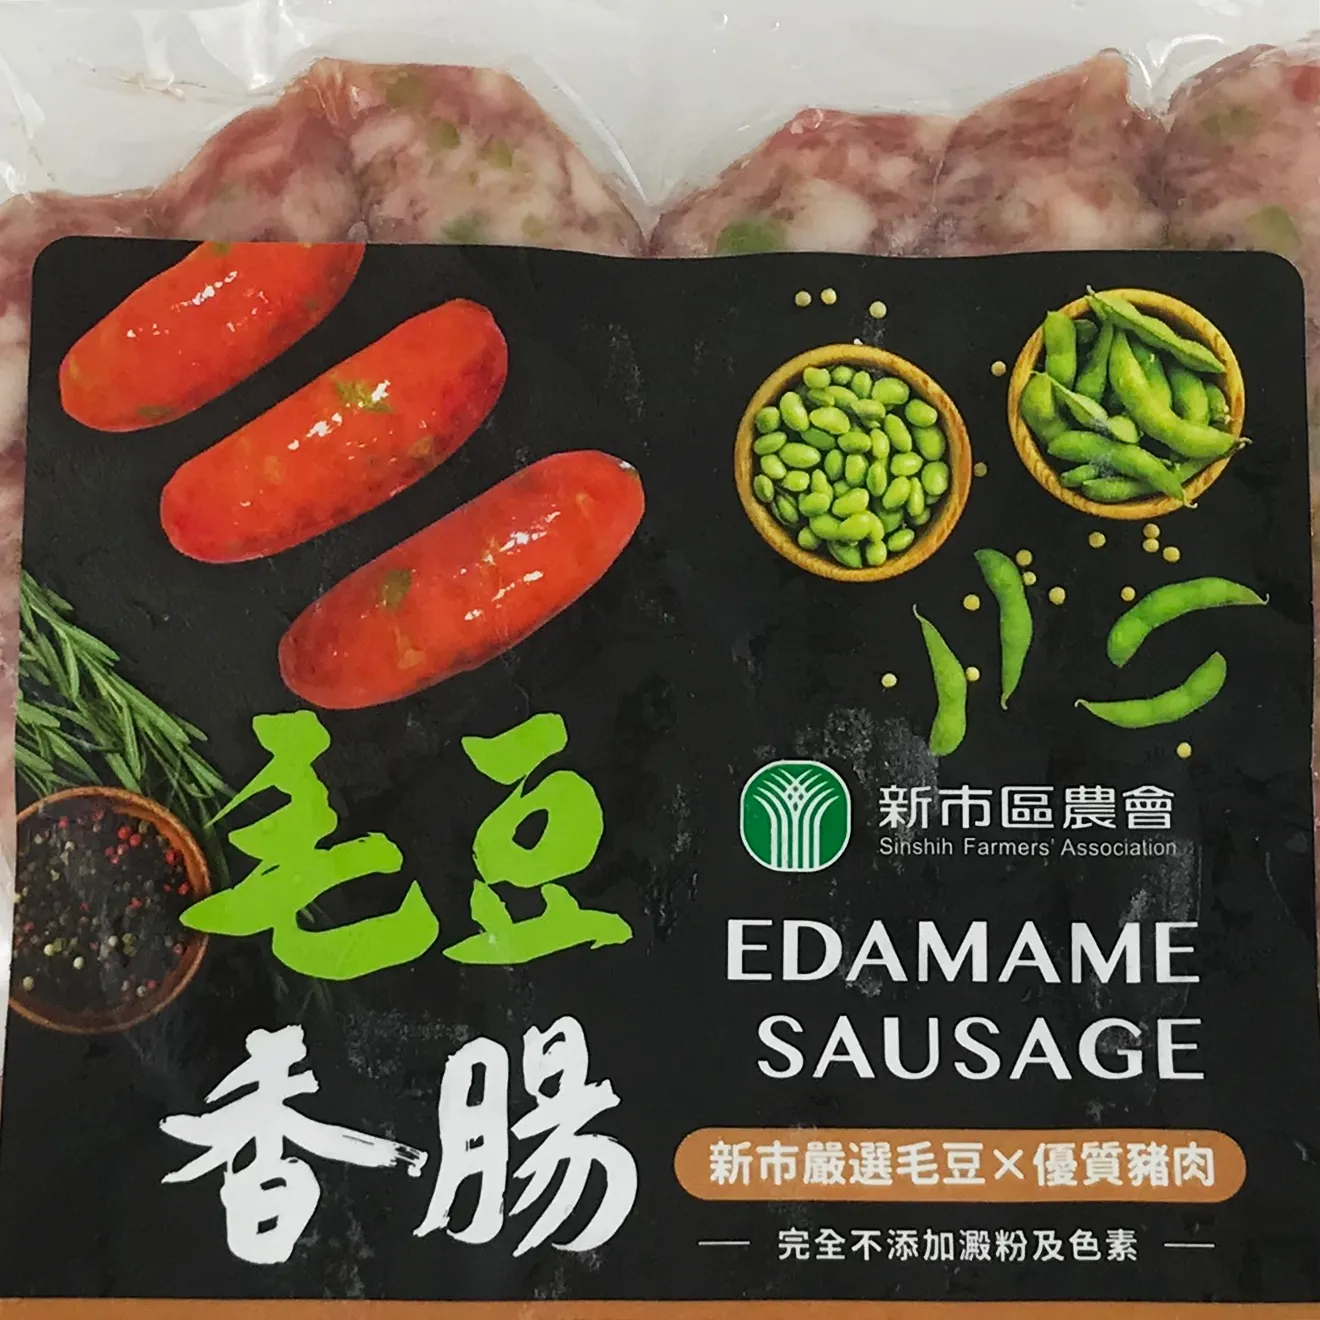 毛豆
香腸
新市區農會
Sinshih Farmers' Association
EDAMAME
SAUSAGE
新市嚴選毛豆×優質豬肉
完全不添加澱粉及色素